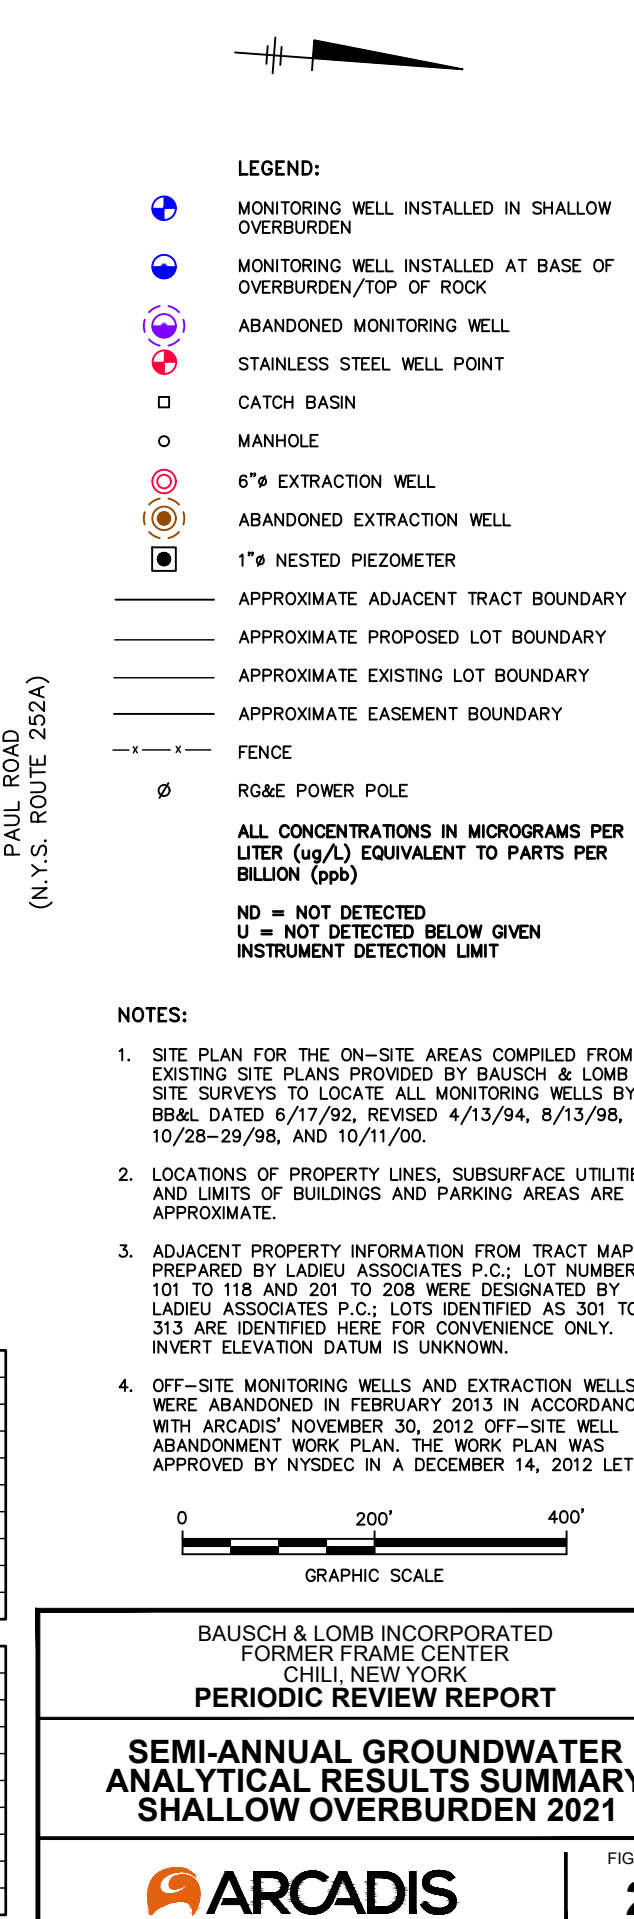 LEGEND:
MONITORING WELL INSTALLED IN SHALLOW
OVERBURDEN
MONITORING WELL INSTALLED AT BASE OF
OVERBURDEN/TOP OF ROCK
ABANDONED MONITORING WELL
STAINLESS STEEL WELL POINT
CATCH BASIN
MANHOLE
6"ø EXTRACTION WELL
ABANDONED EXTRACTION WELL
1"ø NESTED PIEZOMETER
APPROXIMATE ADJACENT TRACT BOUNDARY
APPROXIMATE PROPOSED LOT BOUNDARY
APPROXIMATE EXISTING LOT BOUNDARY
APPROXIMATE EASEMENT BOUNDARY
x x FENCE
RG&E POWER POLE
PAUL ROAD
(N.Y.S. ROUTE 252A)
ALL CONCENTRATIONS IN MICROGRAMS PER
LITER (ug/L) EQUIVALENT TO PARTS PER
BILLION (ppb)
ND = NOT DETECTED
U = NOT DETECTED BELOW GIVEN
INSTRUMENT DETECTION LIMIT
NOTES:
1. SITE PLAN FOR THE ON-SITE AREAS COMPILED FROM
EXISTING SITE PLANS PROVIDED BY BAUSCH & LOMB
SITE SURVEYS TO LOCATE ALL MONITORING WELLS BY
BB&L DATED 6/17/92, REVISED 4/13/94, 8/13/98,
10/28-29/98, AND 10/11/00.
2. LOCATIONS OF PROPERTY LINES, SUBSURFACE UTILITIE
AND LIMITS OF BUILDINGS AND PARKING AREAS ARE
APPROXIMATE.
3. ADJACENT PROPERTY INFORMATION FROM TRACT MAP
PREPARED BY LADIEU ASSOCIATES P.C.; LOT NUMBER
101 TO 118 AND 201 TO 208 WERE DESIGNATED BY
LADIEU ASSOCIATES P.C.; LOTS IDENTIFIED AS 301 TO
313 ARE IDENTIFIED HERE FOR CONVENIENCE ONLY.
INVERT ELEVATION DATUM IS UNKNOWN.
4. OFF-SITE MONITORING WELLS AND EXTRACTION WELLS
WERE ABANDONED IN FEBRUARY 2013 IN ACCORDANC
WITH ARCADIS' NOVEMBER 30, 2012 OFF-SITE WELL
ABANDONMENT WORK PLAN. THE WORK PLAN WAS
APPROVED BY NYSDEC IN A DECEMBER 14, 2012 LET
0 200' 400'
GRAPHIC SCALE
BAUSCH & LOMB INCORPORATED
FORMER FRAME CENTER
CHILI, NEW YORK
PERIODIC REVIEW REPORT
SEMI-ANNUAL GROUNDWATER
ANALYTICAL RESULTS SUMMARY
SHALLOW OVERBURDEN 2021
ARCADIS
FIG
2